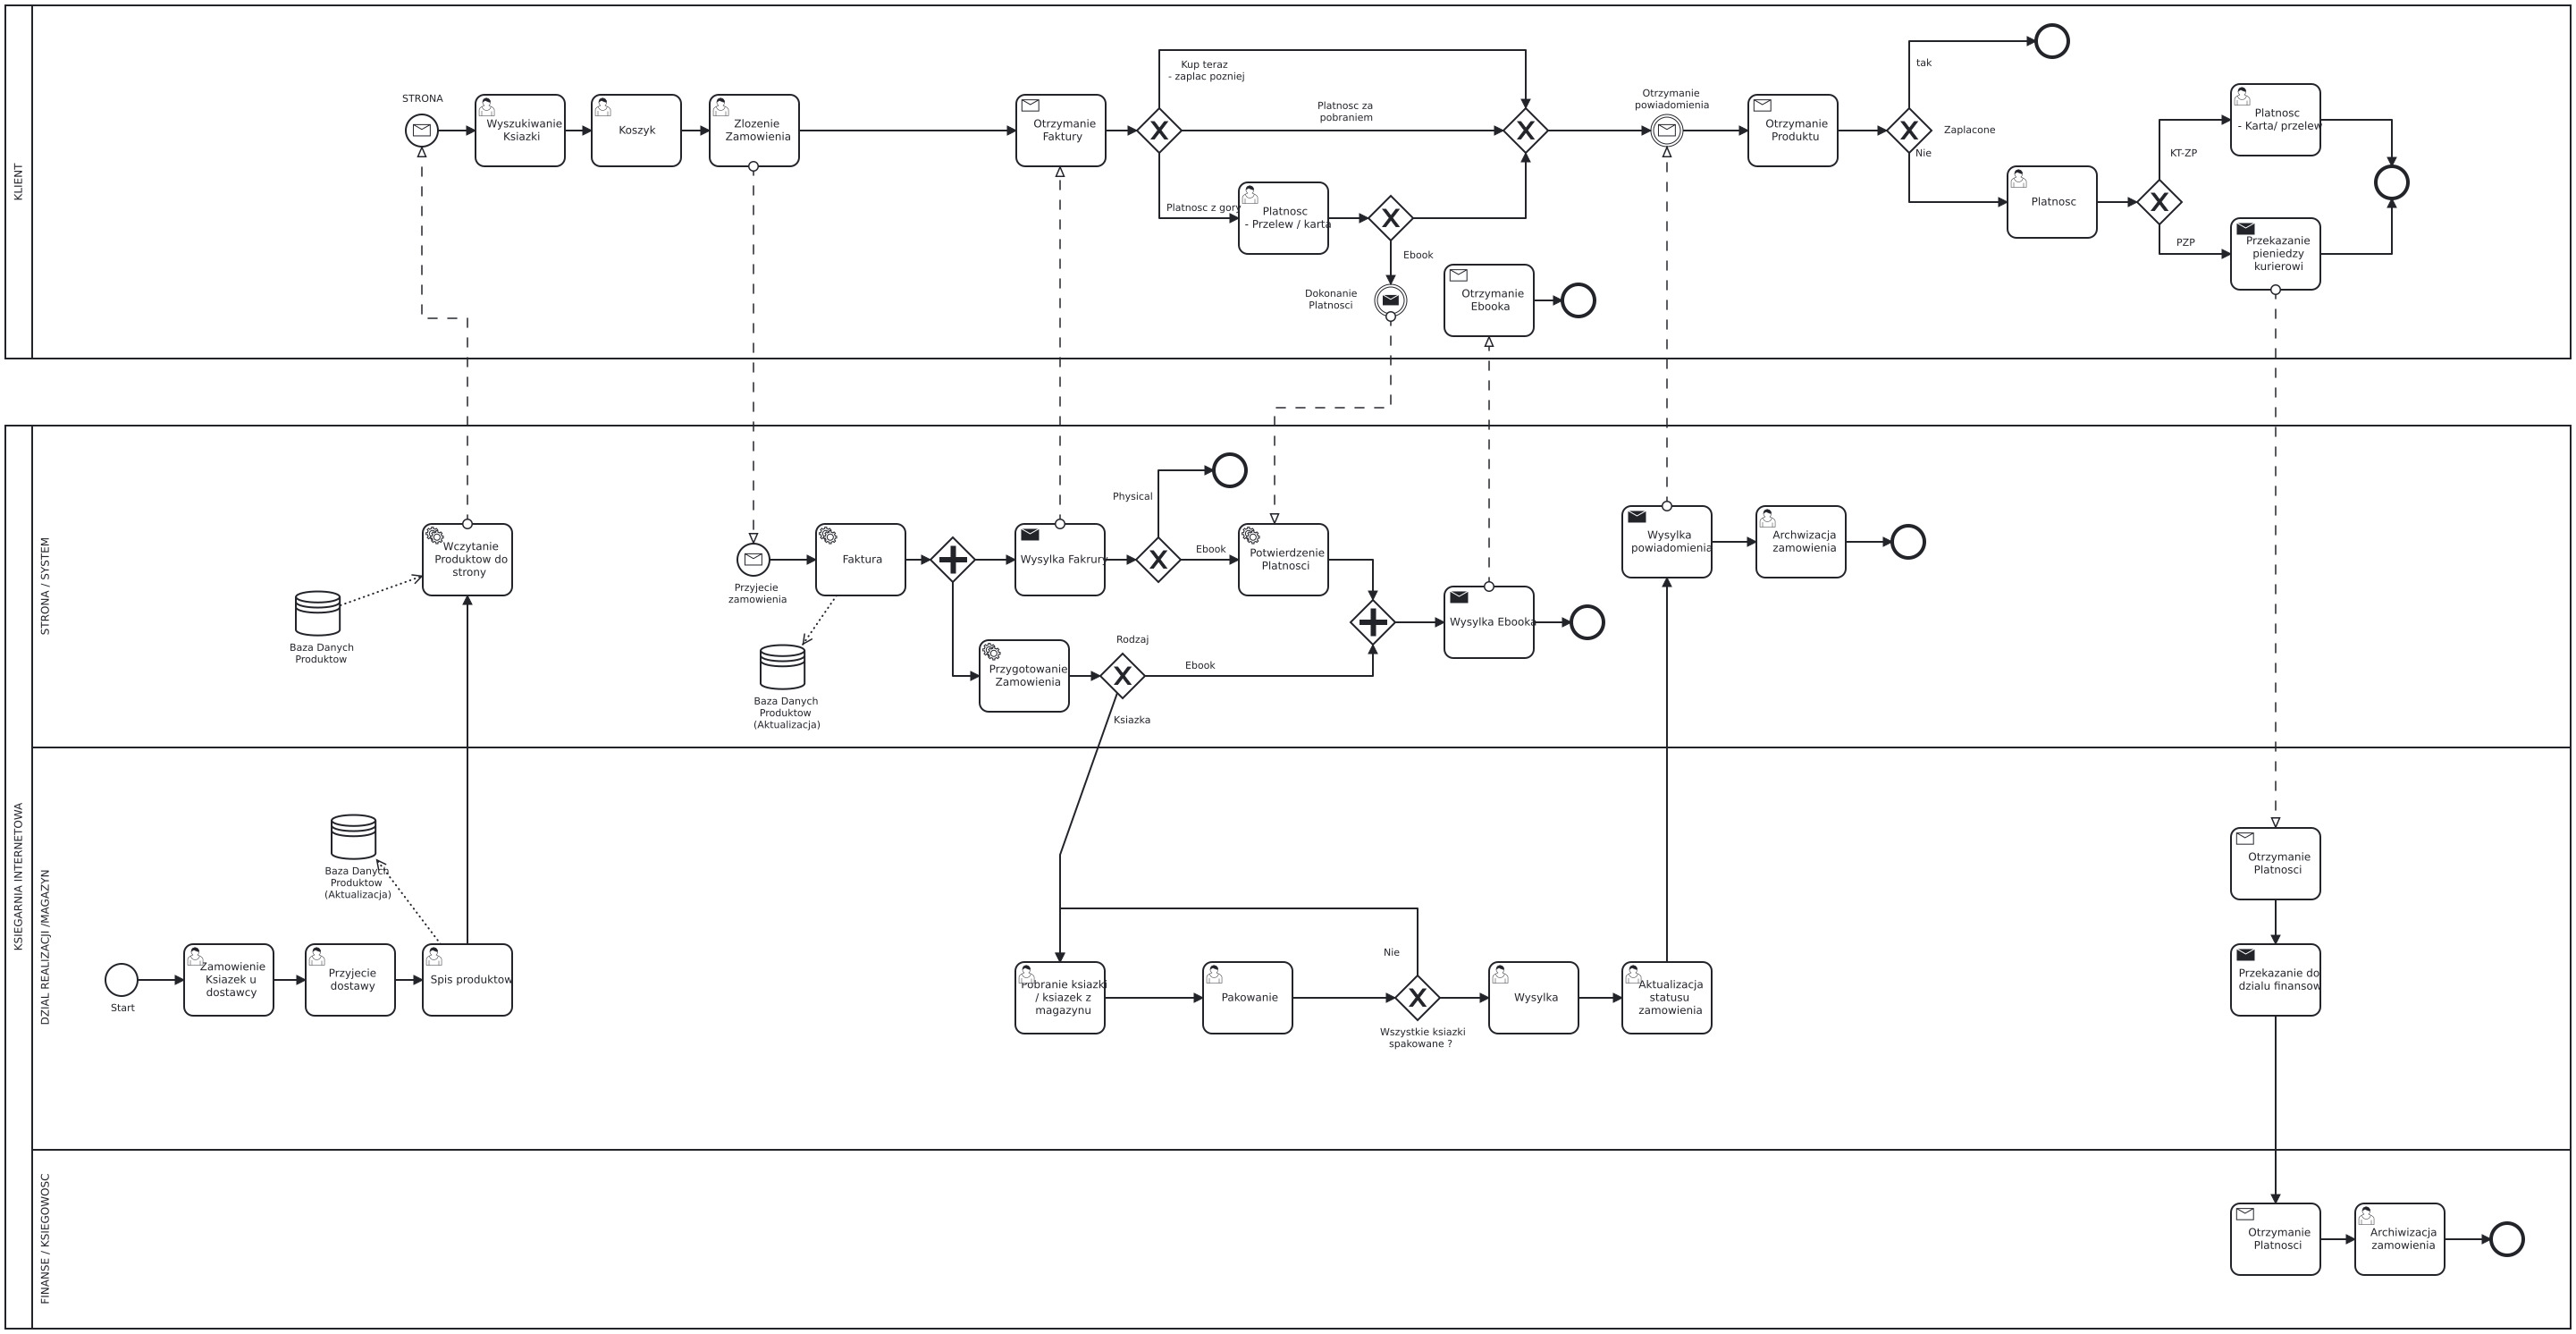 KLIENT
STRONA
Wyszukiwanie
Ksiazki
Koszyk
Zlozenie
Zamowienia
Otrzymanie
Faktury
Kup teraz
- zaplac pozniej
Platnosc za
pobraniem
Platnosc z gory
Platnosc
- Przelew / karta
Ebook
Dokonanie
Platnosci
Otrzymanie
Ebooka
Otrzymanie
powiadomienia
Otrzymanie
Produktu
tak
Zaplacone
Nie
Platnosc
KT-ZP
PZP
Platnosc
- Karta/ przelew
Przekazanie
pieniedzy
kurierowi
KSIEGARNIA INTERNETOWA
STRONA / SYSTEM
Wczytanie
Produktow do
strony
Baza Danych
Produktow
Przyjecie
zamowienia
Faktura
Baza Danych
Produktow
(Aktualizacja)
Wysylka Fakrury
Physical
Ebook
Potwierdzenie
Platnosci
Przygotowanie
Zamowienia
Rodzaj
Ebook
Ksiazka
Wysylka Ebooka
Wysylka
powiadomienia
Archwizacja
zamowienia
DZIAL REALIZACJI /MAGAZYN
Baza Danych
Produktow
(Aktualizacja)
Start
Zamowienie
Ksiazek u
dostawcy
Przyjecie
dostawy
Spis produktow
Pobranie ksiazki
/ ksiazek z
magazynu
Pakowanie
Nie
Wszystkie ksiazki
spakowane ?
Wysylka
Aktualizacja
statusu
zamowienia
Otrzymanie
Platnosci
Przekazanie do
dzialu finansow
FINANSE / KSIEGOWOSC
Otrzymanie
Platnosci
Archiwizacja
zamowienia